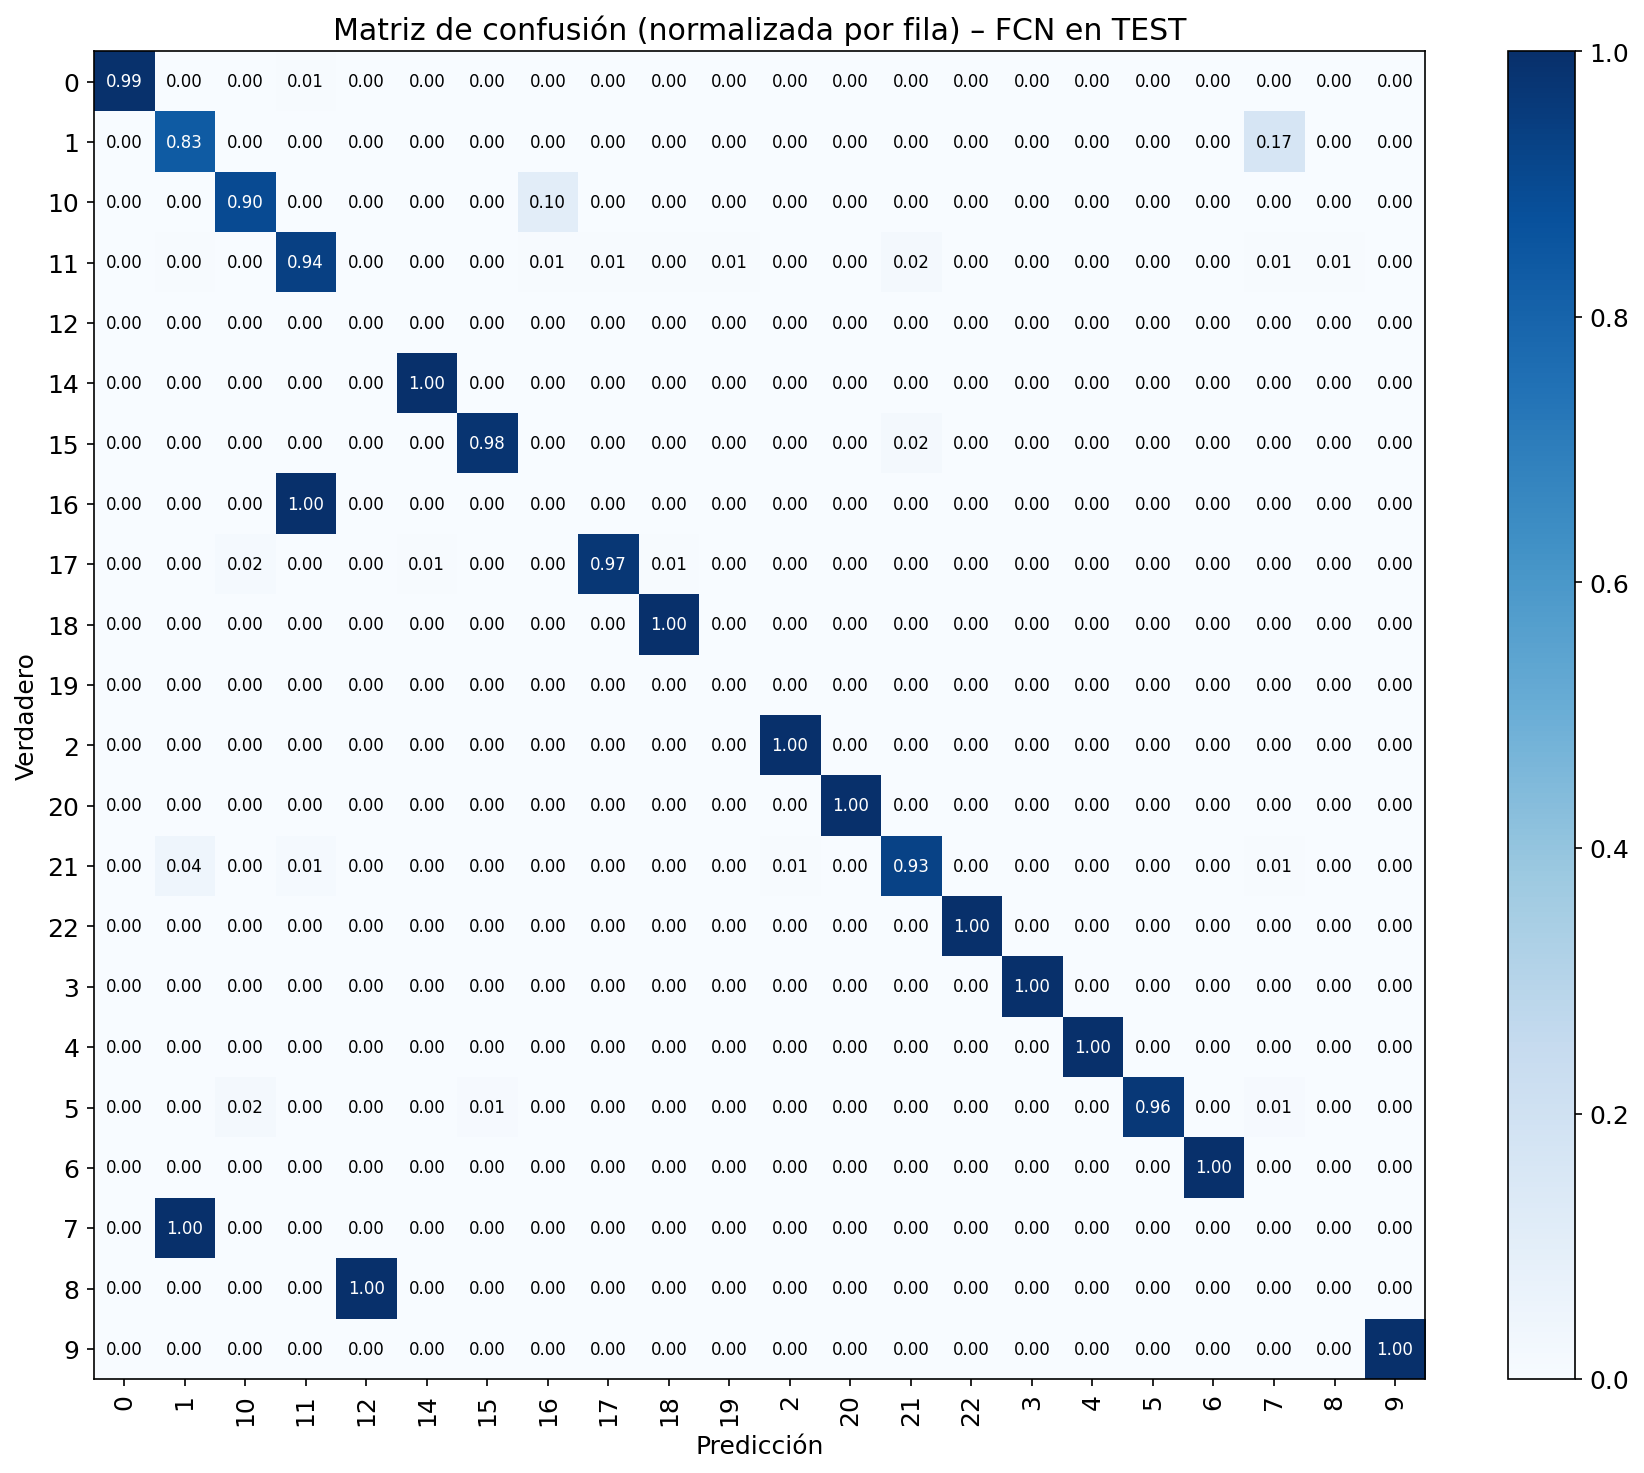 Matriz de confusión (normalizada por fila) – FCN en TEST
0 0.99 0.00 0.00 0.01 0.00 0.00 0.00 0.00 0.00 0.00 0.00 0.00 0.00 0.00 0.00 0.00 0.00 0.00 0.00 0.00 0.00 0.00
1 0.00 0.83 0.00 0.00 0.00 0.00 0.00 0.00 0.00 0.00 0.00 0.00 0.00 0.00 0.00 0.00 0.00 0.00 0.00 0.17 0.00 0.00
10 0.00 0.00 0.90 0.00 0.00 0.00 0.00 0.10 0.00 0.00 0.00 0.00 0.00 0.00 0.00 0.00 0.00 0.00 0.00 0.00 0.00 0.00
11 0.00 0.00 0.00 0.94 0.00 0.00 0.00 0.01 0.01 0.00 0.01 0.00 0.00 0.02 0.00 0.00 0.00 0.00 0.00 0.01 0.01 0.00
12 0.00 0.00 0.00 0.00 0.00 0.00 0.00 0.00 0.00 0.00 0.00 0.00 0.00 0.00 0.00 0.00 0.00 0.00 0.00 0.00 0.00 0.00
14 0.00 0.00 0.00 0.00 0.00 1.00 0.00 0.00 0.00 0.00 0.00 0.00 0.00 0.00 0.00 0.00 0.00 0.00 0.00 0.00 0.00 0.00
15 0.00 0.00 0.00 0.00 0.00 0.00 0.98 0.00 0.00 0.00 0.00 0.00 0.00 0.02 0.00 0.00 0.00 0.00 0.00 0.00 0.00 0.00
16 0.00 0.00 0.00 1.00 0.00 0.00 0.00 0.00 0.00 0.00 0.00 0.00 0.00 0.00 0.00 0.00 0.00 0.00 0.00 0.00 0.00 0.00
17 0.00 0.00 0.02 0.00 0.00 0.01 0.00 0.00 0.97 0.01 0.00 0.00 0.00 0.00 0.00 0.00 0.00 0.00 0.00 0.00 0.00 0.00
18 0.00 0.00 0.00 0.00 0.00 0.00 0.00 0.00 0.00 1.00 0.00 0.00 0.00 0.00 0.00 0.00 0.00 0.00 0.00 0.00 0.00 0.00
19 0.00 0.00 0.00 0.00 0.00 0.00 0.00 0.00 0.00 0.00 0.00 0.00 0.00 0.00 0.00 0.00 0.00 0.00 0.00 0.00 0.00 0.00
2 0.00 0.00 0.00 0.00 0.00 0.00 0.00 0.00 0.00 0.00 0.00 1.00 0.00 0.00 0.00 0.00 0.00 0.00 0.00 0.00 0.00 0.00
20 0.00 0.00 0.00 0.00 0.00 0.00 0.00 0.00 0.00 0.00 0.00 0.00 1.00 0.00 0.00 0.00 0.00 0.00 0.00 0.00 0.00 0.00
21 0.00 0.04 0.00 0.01 0.00 0.00 0.00 0.00 0.00 0.00 0.00 0.01 0.00 0.93 0.00 0.00 0.00 0.00 0.00 0.01 0.00 0.00
22 0.00 0.00 0.00 0.00 0.00 0.00 0.00 0.00 0.00 0.00 0.00 0.00 0.00 0.00 1.00 0.00 0.00 0.00 0.00 0.00 0.00 0.00
3 0.00 0.00 0.00 0.00 0.00 0.00 0.00 0.00 0.00 0.00 0.00 0.00 0.00 0.00 0.00 1.00 0.00 0.00 0.00 0.00 0.00 0.00
4 0.00 0.00 0.00 0.00 0.00 0.00 0.00 0.00 0.00 0.00 0.00 0.00 0.00 0.00 0.00 0.00 1.00 0.00 0.00 0.00 0.00 0.00
5 0.00 0.00 0.02 0.00 0.00 0.00 0.01 0.00 0.00 0.00 0.00 0.00 0.00 0.00 0.00 0.00 0.00 0.96 0.00 0.01 0.00 0.00
6 0.00 0.00 0.00 0.00 0.00 0.00 0.00 0.00 0.00 0.00 0.00 0.00 0.00 0.00 0.00 0.00 0.00 0.00 1.00 0.00 0.00 0.00
7 0.00 1.00 0.00 0.00 0.00 0.00 0.00 0.00 0.00 0.00 0.00 0.00 0.00 0.00 0.00 0.00 0.00 0.00 0.00 0.00 0.00 0.00
8 0.00 0.00 0.00 0.00 1.00 0.00 0.00 0.00 0.00 0.00 0.00 0.00 0.00 0.00 0.00 0.00 0.00 0.00 0.00 0.00 0.00 0.00
9 0.00 0.00 0.00 0.00 0.00 0.00 0.00 0.00 0.00 0.00 0.00 0.00 0.00 0.00 0.00 0.00 0.00 0.00 0.00 0.00 0.00 1.00
0 1 10 11 12 14 15 16 17 18 19 2 20 21 22 3 4 5 6 7 8 9
Predicción
Verdadero
1.0
0.8
0.6
0.4
0.2
0.0